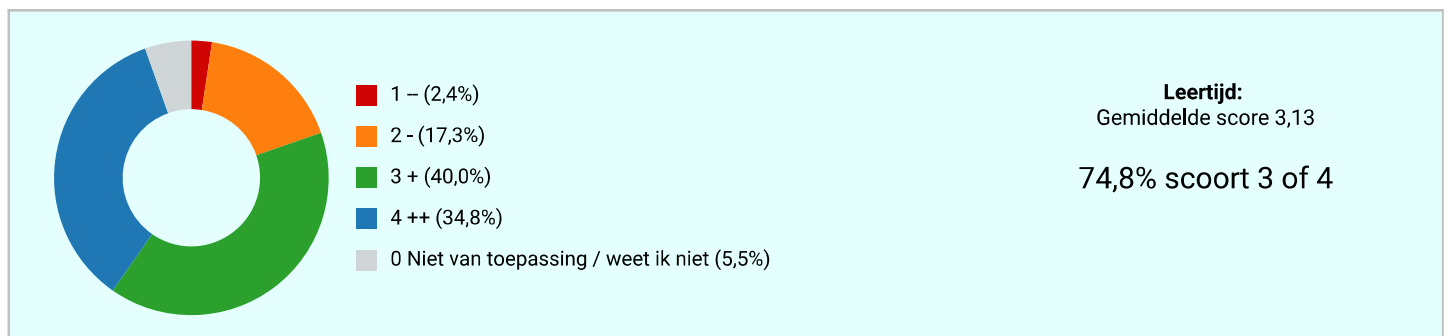 1 -- (2,4%)
2 - (17,3%)
3 + (40,0%)
4 ++ (34,8%)
0 Niet van toepassing / weet ik niet (5,5%)
Leertijd:
Gemiddelde score 3,13
74,8% scoort 3 of 4